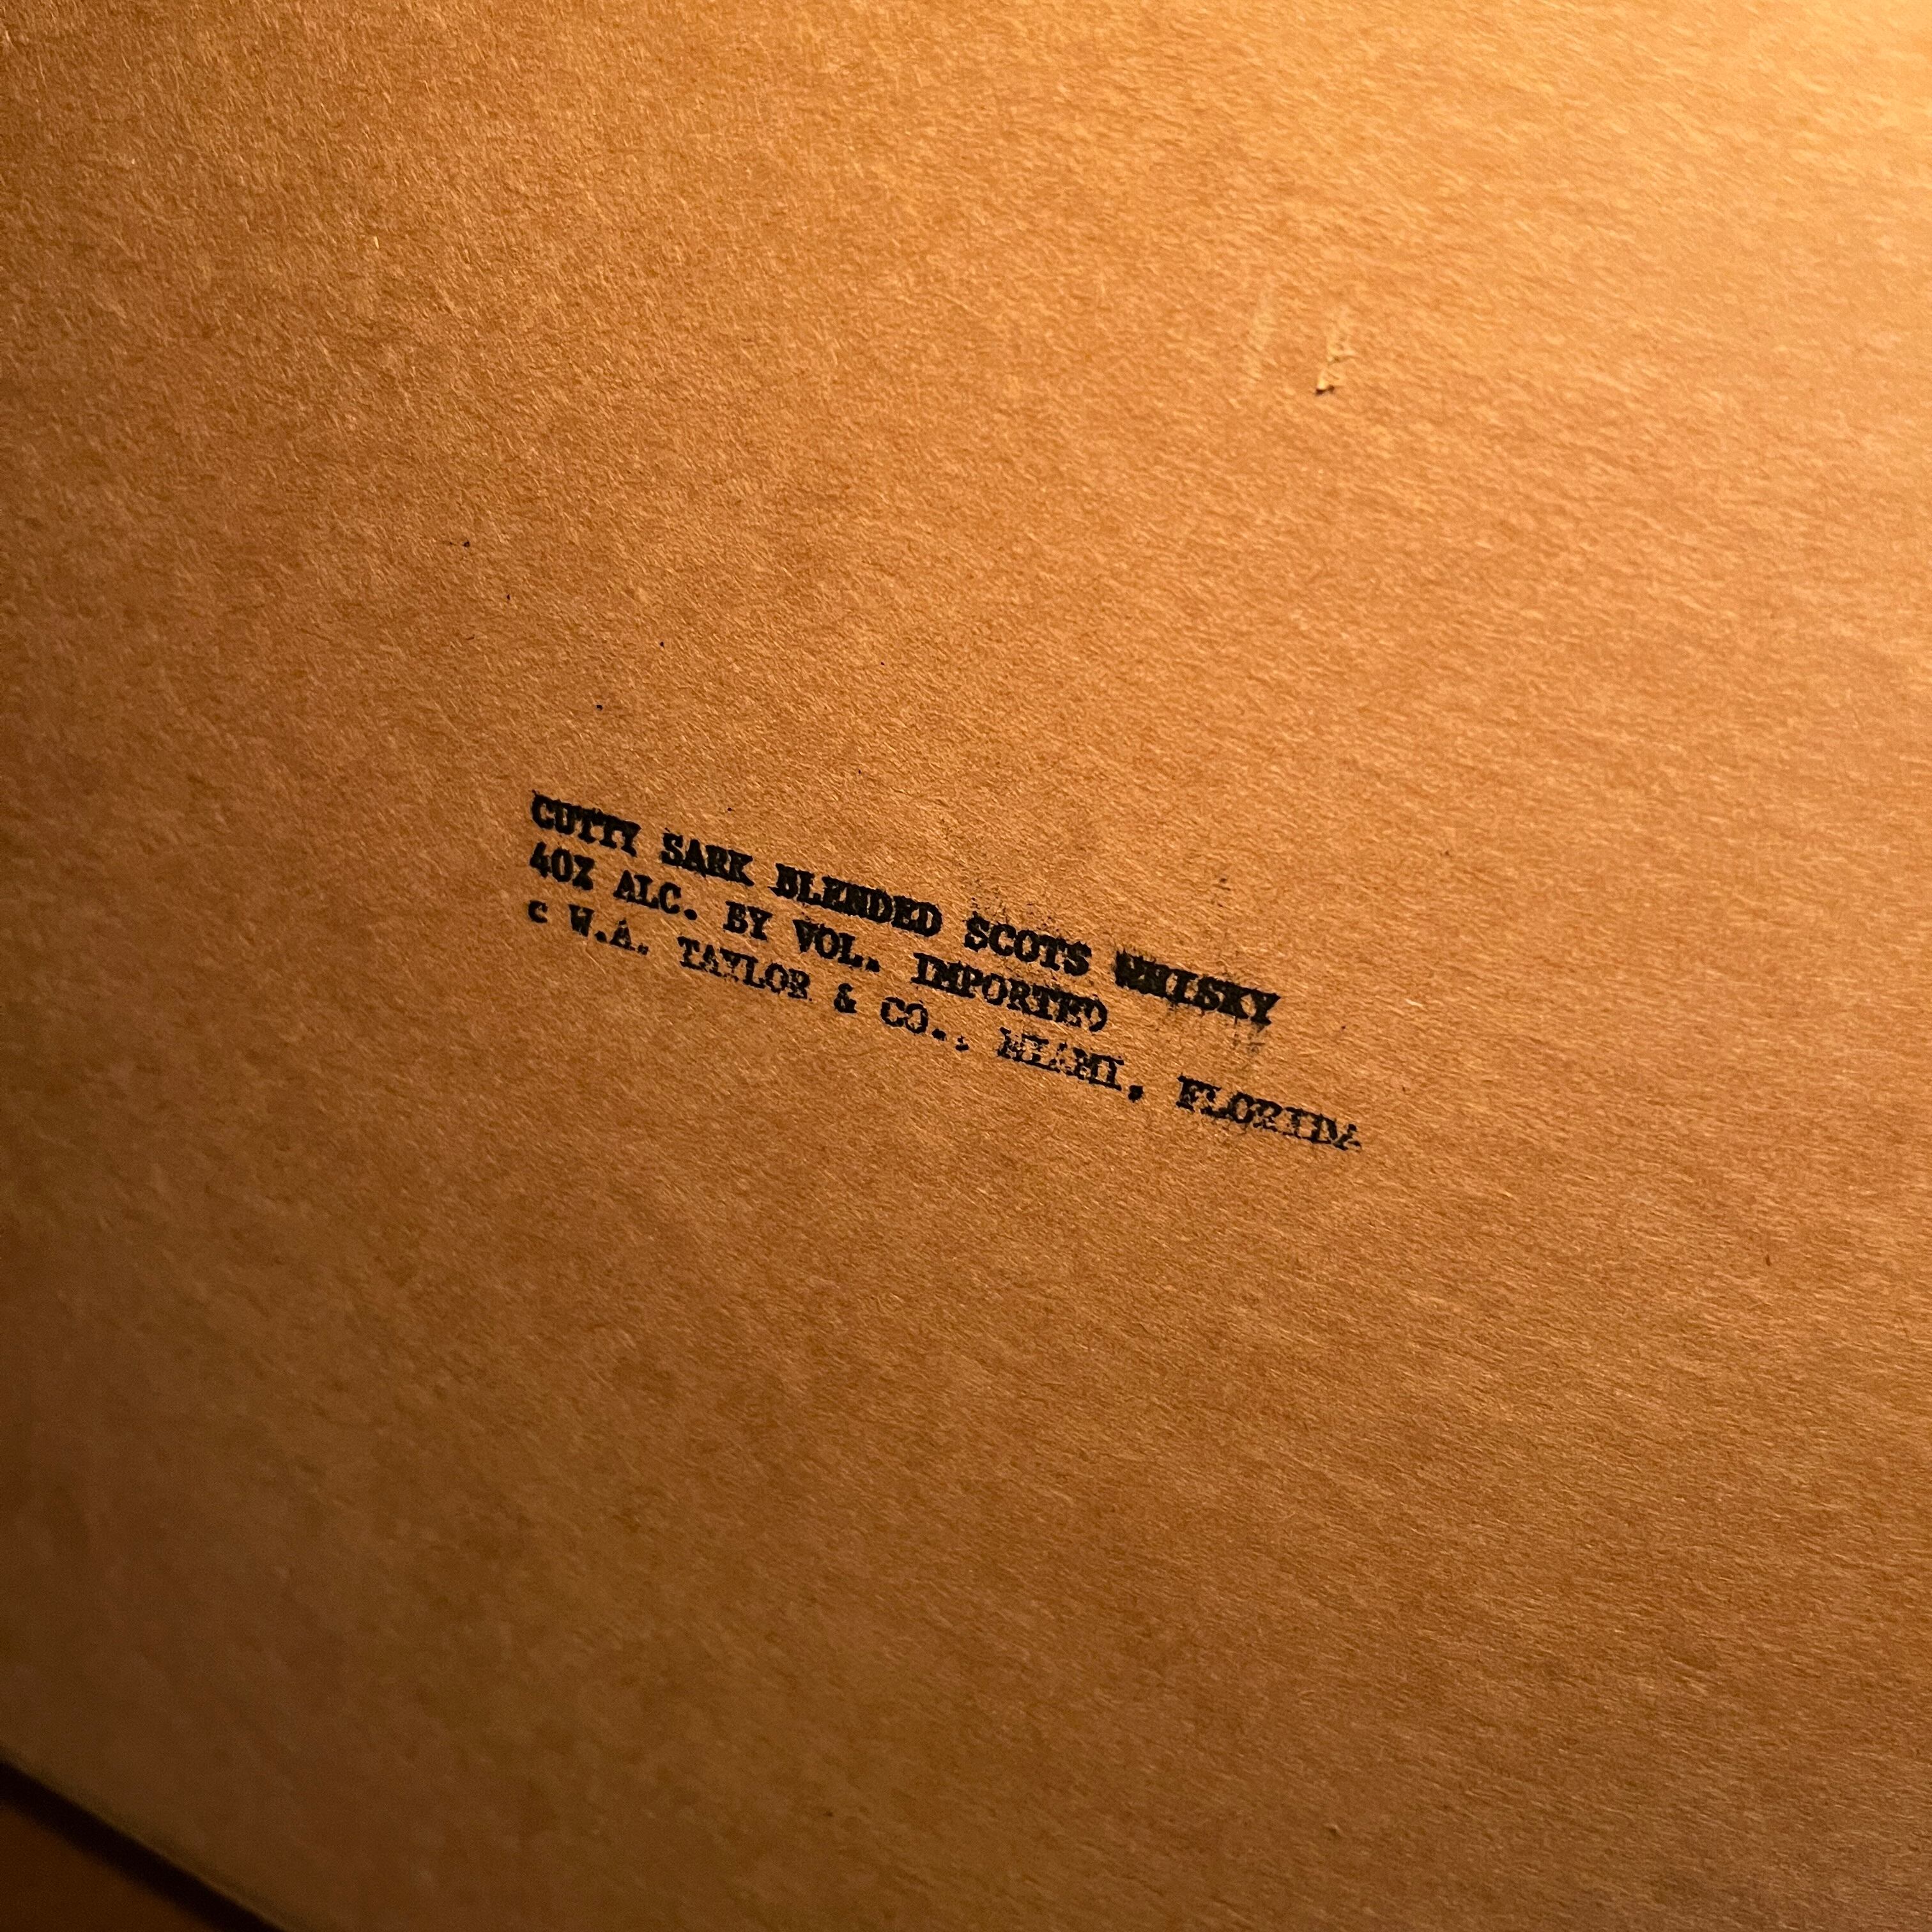 CUTTY SARK BLENDED SCOTS WHISKY
40% ALC. BY VOL. IMPORTED
c W.A. TAYLOR & CO., MIAMI, FLORIDA